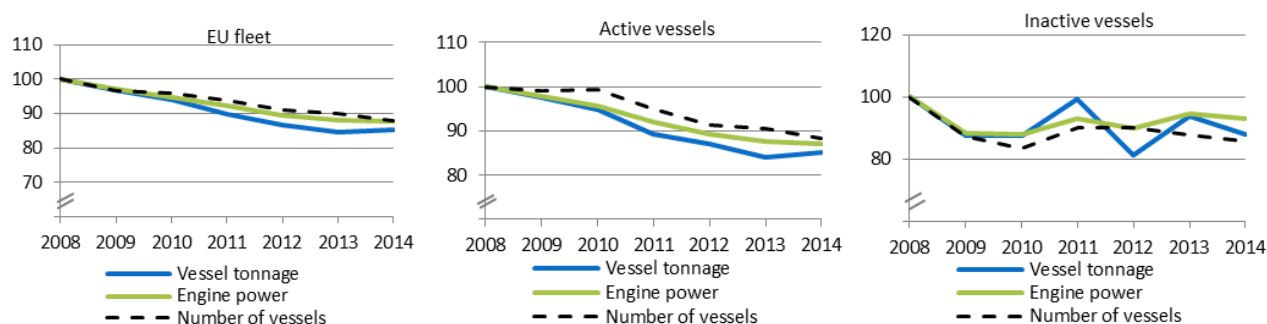 EU fleet
110
100
90
80
70
2008 2009 2010 2011 2012 2013 2014
Vessel tonnage
Engine power
Number of vessels
Active vessels
110
100
90
80
2008 2009 2010 2011 2012 2013 2014
Vessel tonnage
Engine power
Number of vessels
Inactive vessels
120
100
80
2008 2009 2010 2011 2012 2013 2014
Vessel tonnage
Engine power
Number of vessels